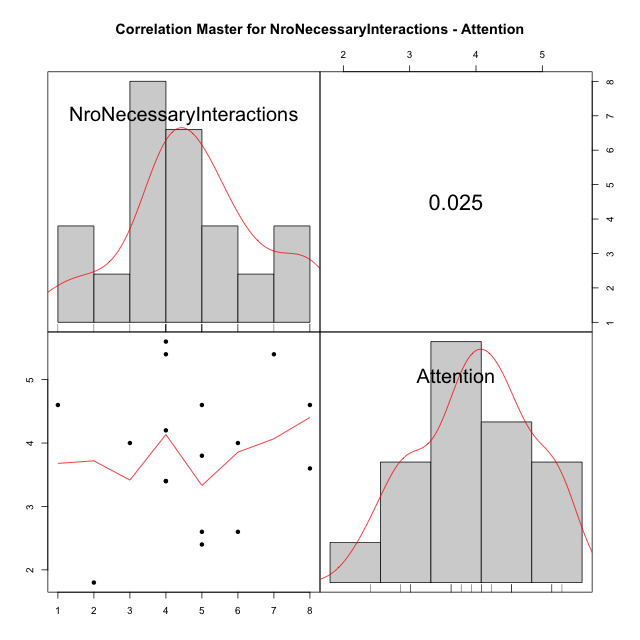 Correlation Master for NroNecessaryInteractions - Attention
2 3 4 5
NroNecessaryInteractions
0.025
8
7
6
5
4
3
2
1
Attention
5
4
3
2
1 2 3 4 5 6 7 8